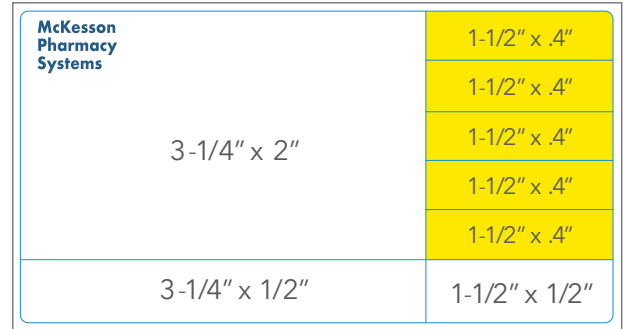 McKesson
Pharmacy
Systems
3-1/4” x 2”
1-1/2” x .4”
1-1/2” x .4”
1-1/2” x .4”
1-1/2” x .4”
1-1/2” x .4”
3-1/4” x 1/2”
1-1/2” x 1/2”